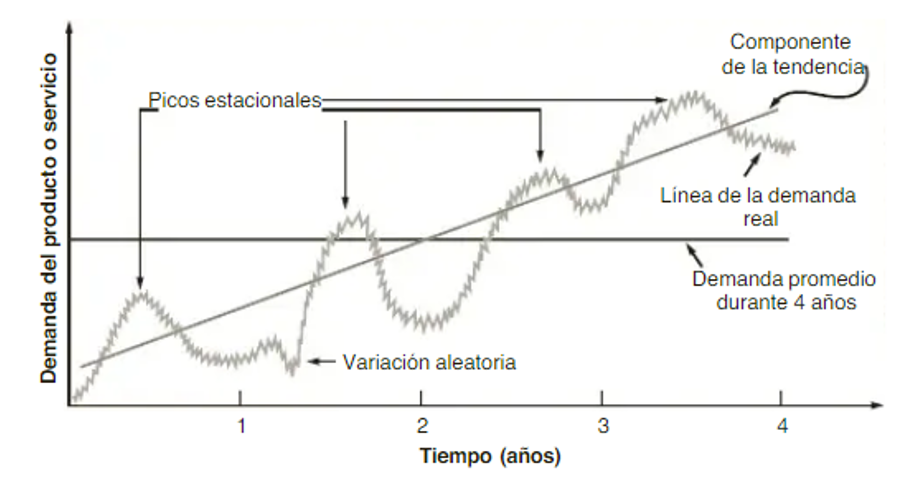 Componente
de la tendencia
Picos estacionales
Demanda del producto o servicio
Línea de la demanda
real
Demanda promedio
durante 4 años
Variación aleatoria
1
2
3
4
Tiempo (años)